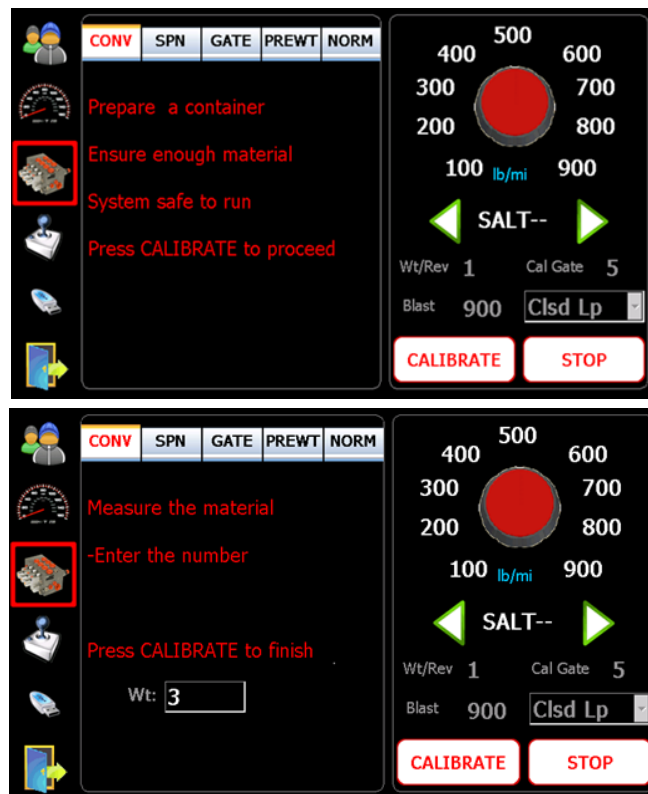 CONV SPN GATE PREWT NORM
Prepare a container
Ensure enough material
System safe to run
Press CALIBRATE to proceed
500
400 600
300 700
200 800
100 lb/mi 900
SALT--
Wt/Rev 1 Cal Gate 5
Blast 900 Clsd Lp
CALIBRATE STOP
CONV SPN GATE PREWT NORM
Measure the material
-Enter the number
Press CALIBRATE to finish
Wt: 3
500
400 600
300 700
200 800
100 lb/mi 900
SALT--
Wt/Rev 1 Cal Gate 5
Blast 900 Clsd Lp
CALIBRATE STOP